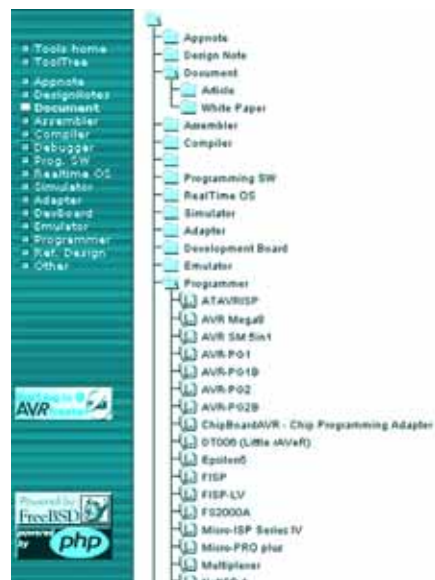 Tools home
ToolTree
Appnote
DesignNotes
Document
Assembler
Compiler
Debugger
Prog. SW
Realtime OS
Simulator
Adapter
DevBoard
Emulator
Programmer
Ref. Design
Other
AVR
Powered by
FreeBSD
powered by
php
Appnote
Design Note
Document
Article
White Paper
Assembler
Compiler
Programming SW
RealTime OS
Simulator
Adapter
Development Board
Emulator
Programmer
ATAVRISP
AVR Mega8
AVR SM 5in1
AVR-PG1
AVR-PG1B
AVR-PG2
AVR-PG2B
ChipBoardAVR - Chip Programming Adapter
DT006 (Little rAVeR)
Epsilon5
FISP
FISP-LV
FS2000A
Micro-ISP Series IV
Micro-PRO plus
Multiplexer